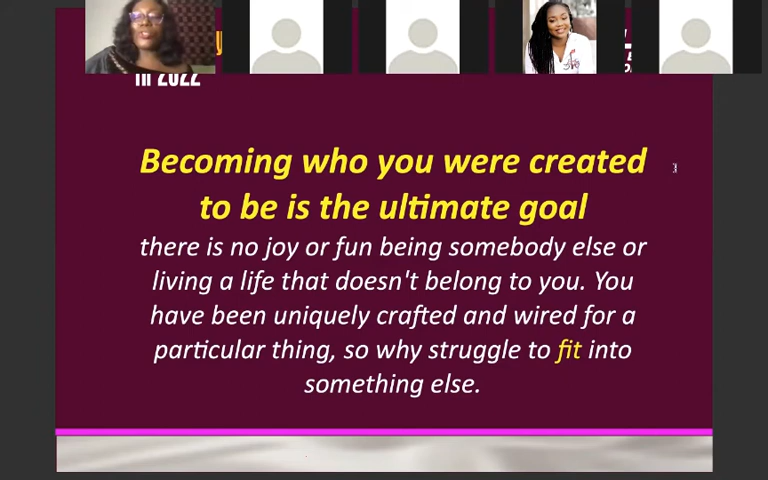 in 2022
Becoming who you were created
to be is the ultimate goal
there is no joy or fun being somebody else or
living a life that doesn't belong to you. You
have been uniquely crafted and wired for a
particular thing, so why struggle to fit into
something else.